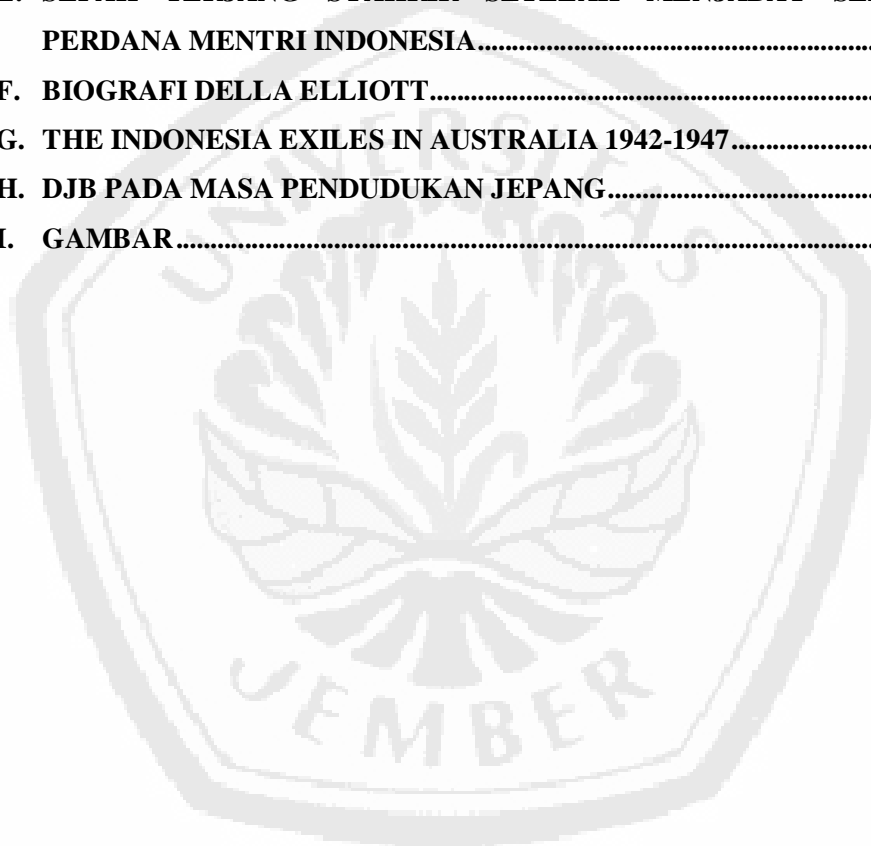 PERDANA MENTRI INDONESIA
F. BIOGRAFI DELLA ELLIOTT
G. THE INDONESIA EXILES IN AUSTRALIA 1942-1947
H. DJB PADA MASA PENDUDUKAN JEPANG
I. GAMBAR
UNIVERSITAS
JEMBER